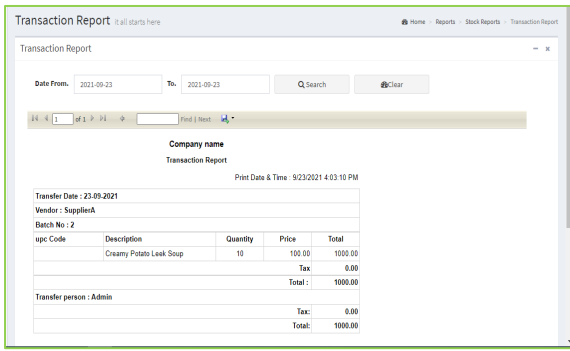 Transaction Report It all starts here
Home > Reports > Stock Reports > Transaction Report
Transaction Report
Date From. 2021-09-23 To. 2021-09-23 Search Clear
1 of 1 Find | Next
Company name
Transaction Report
Print Date & Time : 9/23/2021 4:03:10 PM
Transfer Date : 23-09-2021
Vendor : SupplierA
Batch No : 2
upc Code Description Quantity Price Total
Creamy Potato Leek Soup 10 100.00 1000.00
Tax 0.00
Total : 1000.00
Transfer person : Admin
Tax: 0.00
Total: 1000.00